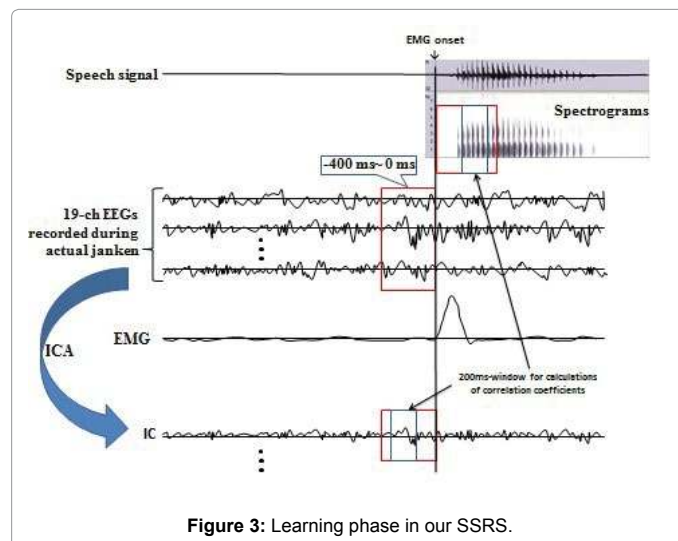 EMG onset
Speech signal
Spectrograms
-400 ms~ 0 ms
19-ch EEGs
recorded during
actual janken
ICA
EMG
200ms-window for calculations
of correlation coefficients
IC
Figure 3: Learning phase in our SSRS.